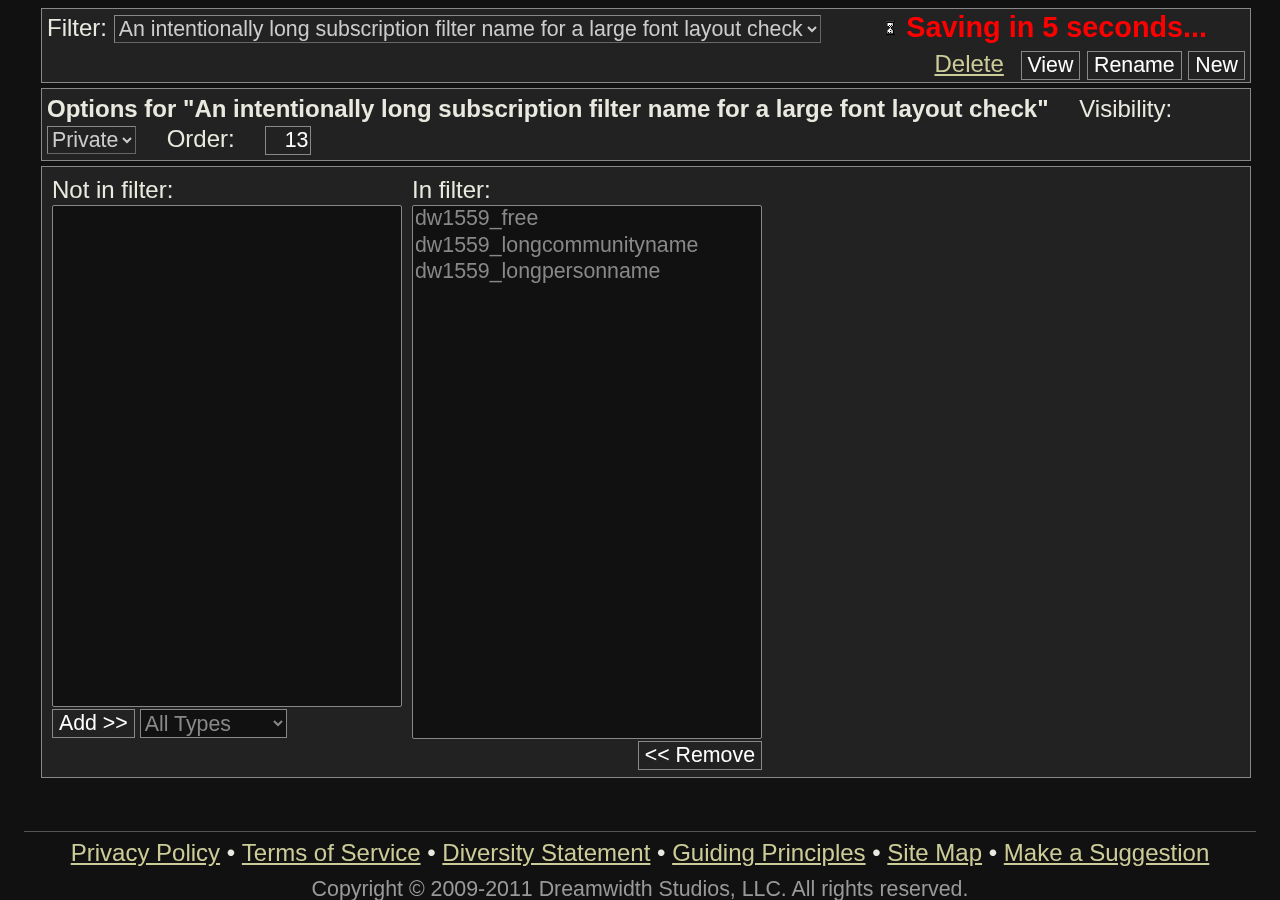 Filter: An intentionally long subscription filter name for a large font layout check Saving in 5 seconds...
Delete View Rename New
Options for "An intentionally long subscription filter name for a large font layout check" Visibility:
Private Order: 13
Not in filter: In filter:
dw1559_free
dw1559_longcommunityname
dw1559_longpersonname
Add >> All Types
<< Remove
Privacy Policy • Terms of Service • Diversity Statement • Guiding Principles • Site Map • Make a Suggestion
Copyright © 2009-2011 Dreamwidth Studios, LLC. All rights reserved.